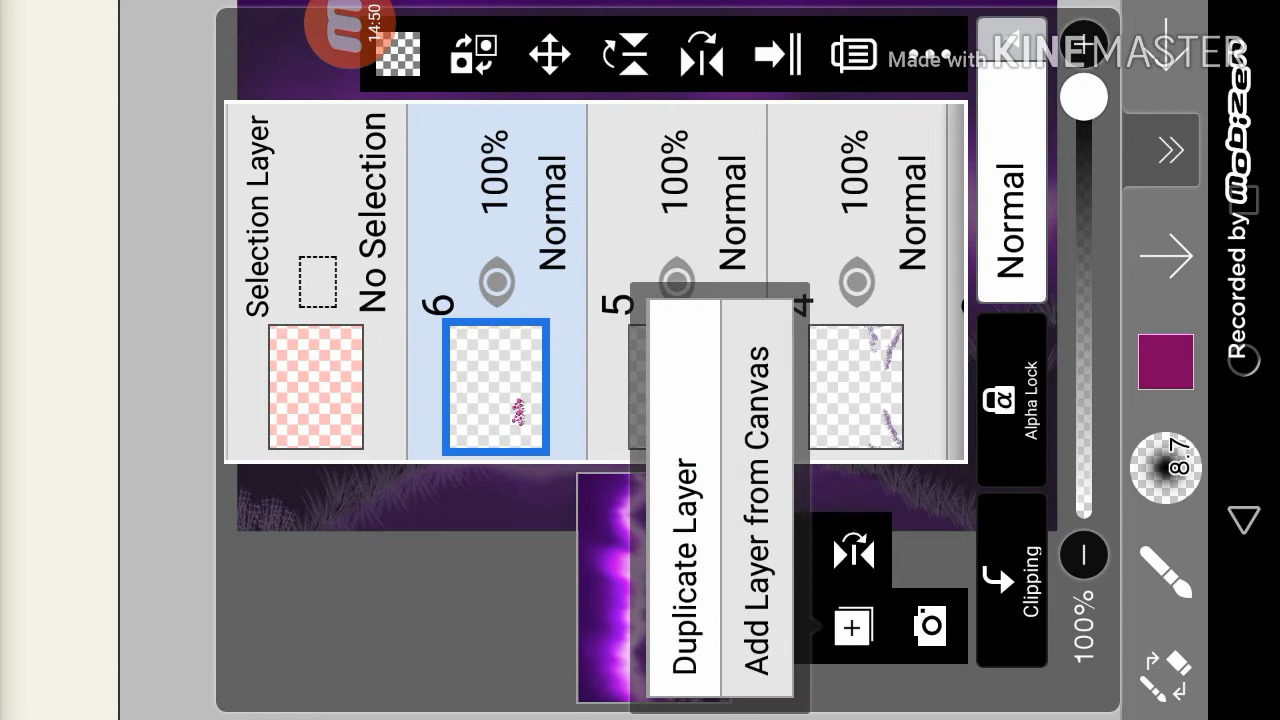 14:50
Made with KINEMASTER
Recorded by mobizen
Selection Layer
No Selection
6
100%
Normal
5
100%
Normal
4
100%
Normal
Normal
Duplicate Layer
Add Layer from Canvas
α
Alpha Lock
Clipping
100%
8.7